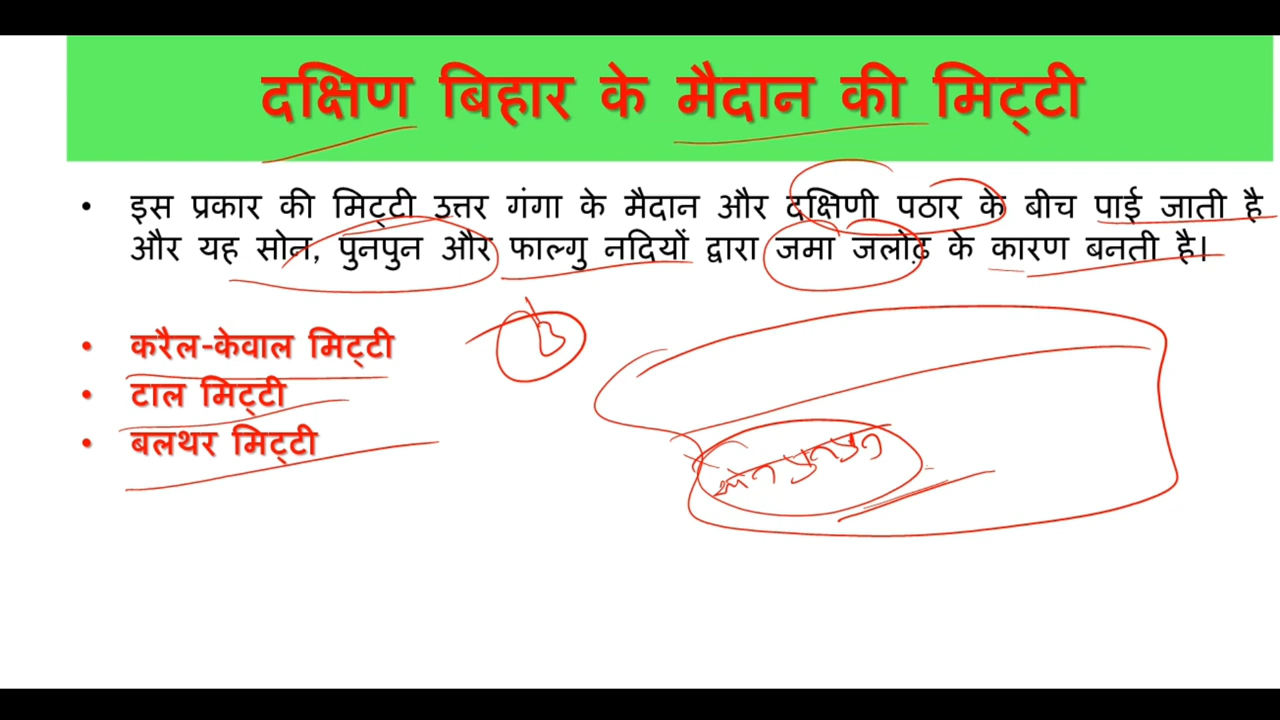 दक्षिण बिहार के मैदान की मिट्टी
• इस प्रकार की मिट्टी उत्तर गंगा के मैदान और दक्षिणी पठार के बीच पाई जाती है
और यह सोन, पुनपुन और फाल्गु नदियों द्वारा जमा जलोढ़ के कारण बनती है।
• करैल-केवाल मिट्टी
• टाल मिट्टी
• बलथर मिट्टी
सोन पुनपुन